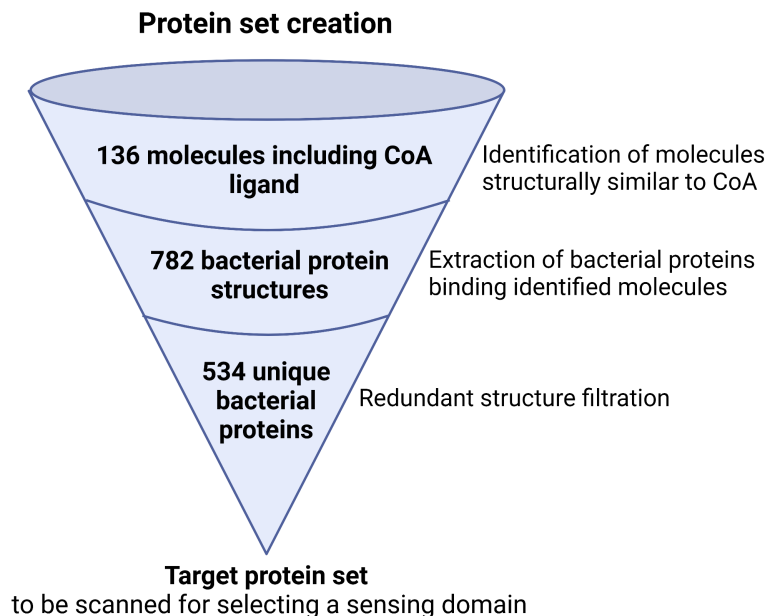 Protein set creation
136 molecules including CoA
ligand
Identification of molecules
structurally similar to CoA
782 bacterial protein
structures
Extraction of bacterial proteins
binding identified molecules
534 unique
bacterial
proteins
Redundant structure filtration
Target protein set
to be scanned for selecting a sensing domain